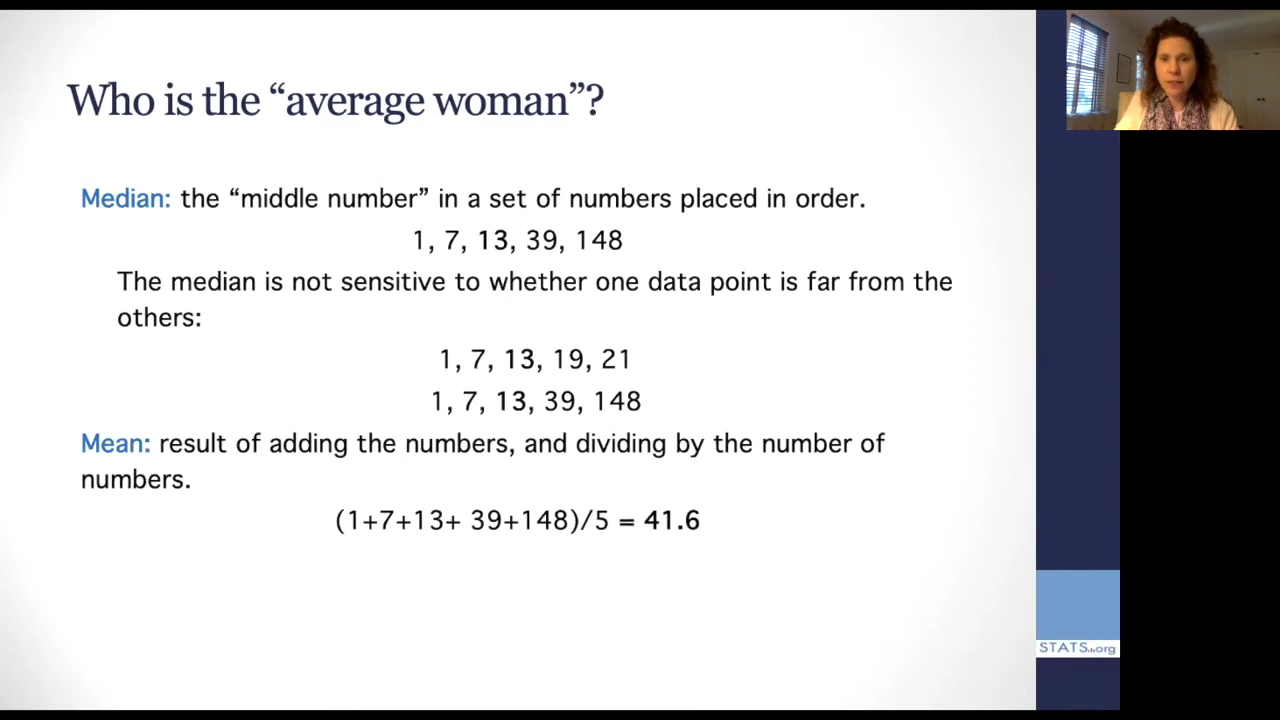 Who is the “average woman”?
Median: the “middle number” in a set of numbers placed in order.
1, 7, 13, 39, 148
The median is not sensitive to whether one data point is far from the
others:
1, 7, 13, 19, 21
1, 7, 13, 39, 148
Mean: result of adding the numbers, and dividing by the number of
numbers.
(1+7+13+ 39+148)/5 = 41.6
STATS.org